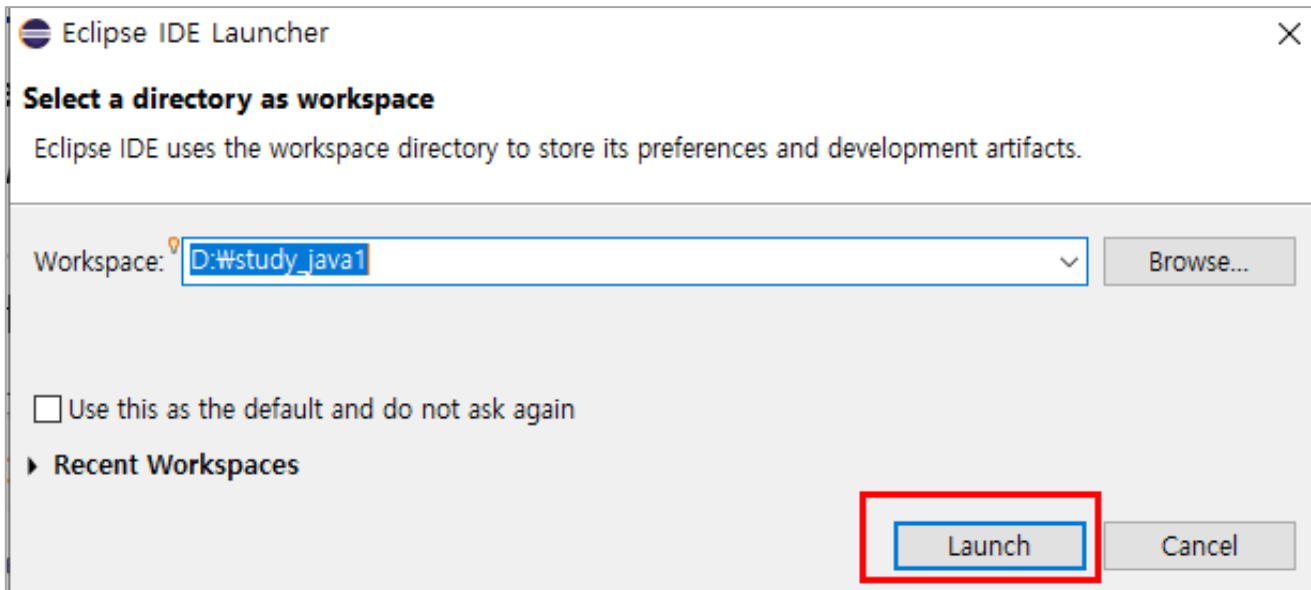 Eclipse IDE Launcher
Select a directory as workspace
Eclipse IDE uses the workspace directory to store its preferences and development artifacts.
Workspace: D:₩study_java1 Browse...
Use this as the default and do not ask again
Recent Workspaces
Launch Cancel